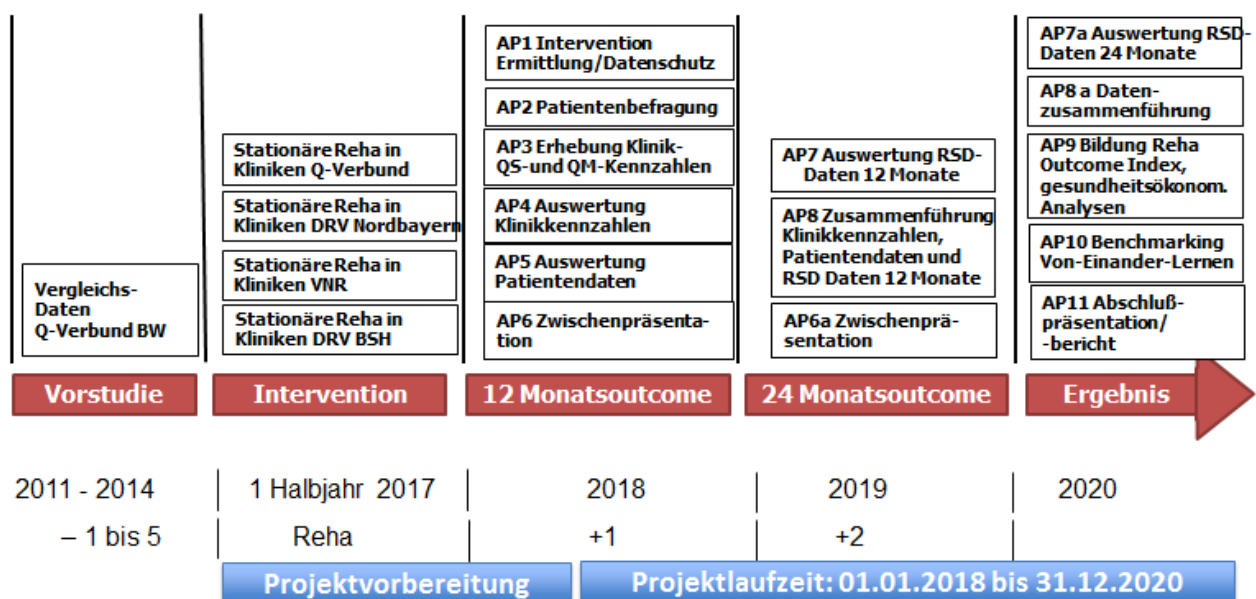 Vergleichs-
Daten
Q-Verbund BW
Stationäre Reha in
Kliniken Q-Verbund
Stationäre Reha in
Kliniken DRV Nordbayern
Stationäre Reha in
Kliniken VNR
Stationäre Reha in
Kliniken DRV BSH
AP1 Intervention
Ermittlung/Datenschutz
AP2 Patientenbefragung
AP3 Erhebung Klinik-
QS-und QM-Kennzahlen
AP4 Auswertung
Klinikkennzahlen
AP5 Auswertung
Patientendaten
AP6 Zwischenpräsenta-
tion
AP7 Auswertung RSD-
Daten 12 Monate
AP8 Zusammenführung
Klinikkennzahlen,
Patientendaten und
RSD Daten 12 Monate
AP6a Zwischenprä-
sentation
AP7a Auswertung RSD-
Daten 24 Monate
AP8 a Daten-
zusammenführung
AP9 Bildung Reha
Outcome Index,
gesundheitsökonom.
Analysen
AP10 Benchmarking
Von-Einander-Lernen
AP11 Abschluß-
präsentation/
-bericht
Vorstudie Intervention 12 Monatsoutcome 24 Monatsoutcome Ergebnis
2011 - 2014 1 Halbjahr 2017 2018 2019 2020
– 1 bis 5 Reha +1 +2
Projektvorbereitung Projektlaufzeit: 01.01.2018 bis 31.12.2020